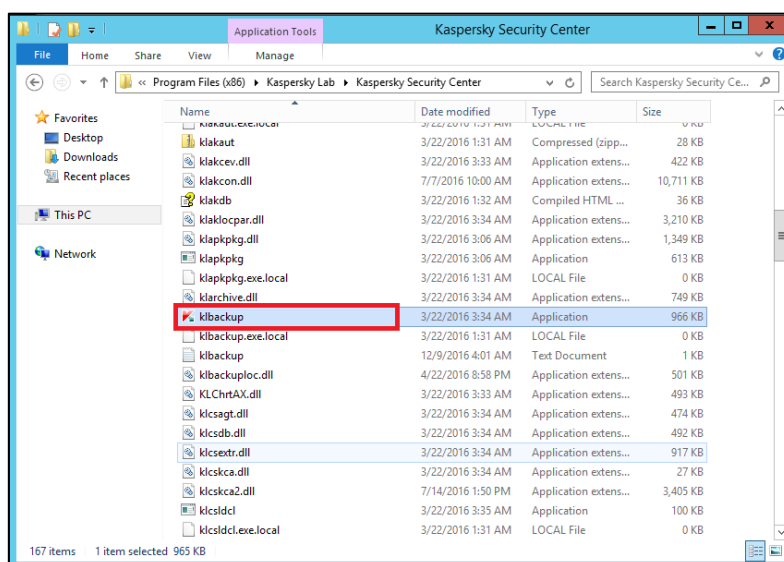 Application Tools Kaspersky Security Center
File Home Share View Manage
« Program Files (x86) Kaspersky Lab Kaspersky Security Center Search Kaspersky Security Ce...
Name Date modified Type Size
klakaut.exe.local 3/22/2016 1:31 AM LOCAL File 0 KB
klakaut 3/22/2016 1:31 AM Compressed (zipp... 28 KB
klakcev.dll 3/22/2016 3:33 AM Application extens... 422 KB
klakcon.dll 7/7/2016 10:00 AM Application extens... 10,711 KB
klakdb 3/22/2016 1:32 AM Compiled HTML ... 36 KB
klaklocpar.dll 3/22/2016 3:34 AM Application extens... 3,210 KB
klapkpkg.dll 3/22/2016 3:06 AM Application extens... 1,349 KB
klapkpkg 3/22/2016 3:06 AM Application 613 KB
klapkpkg.exe.local 3/22/2016 1:31 AM LOCAL File 0 KB
klarchive.dll 3/22/2016 3:34 AM Application extens... 749 KB
klbackup 3/22/2016 3:34 AM Application 966 KB
klbackup.exe.local 3/22/2016 1:31 AM LOCAL File 0 KB
klbackup 12/9/2016 4:01 AM Text Document 1 KB
klbackuploc.dll 4/22/2016 8:58 PM Application extens... 501 KB
KLChrtAX.dll 3/22/2016 3:33 AM Application extens... 493 KB
klcsagt.dll 3/22/2016 3:34 AM Application extens... 474 KB
klcsdb.dll 3/22/2016 3:34 AM Application extens... 492 KB
klcsextr.dll 3/22/2016 3:34 AM Application extens... 917 KB
klcskca.dll 3/22/2016 3:34 AM Application extens... 27 KB
klcskca2.dll 7/14/2016 1:50 PM Application extens... 3,405 KB
klcsldcl 3/22/2016 3:35 AM Application 100 KB
klcsldcl.exe.local 3/22/2016 1:31 AM LOCAL File 0 KB
Favorites
Desktop
Downloads
Recent places
This PC
Network
167 items 1 item selected 965 KB